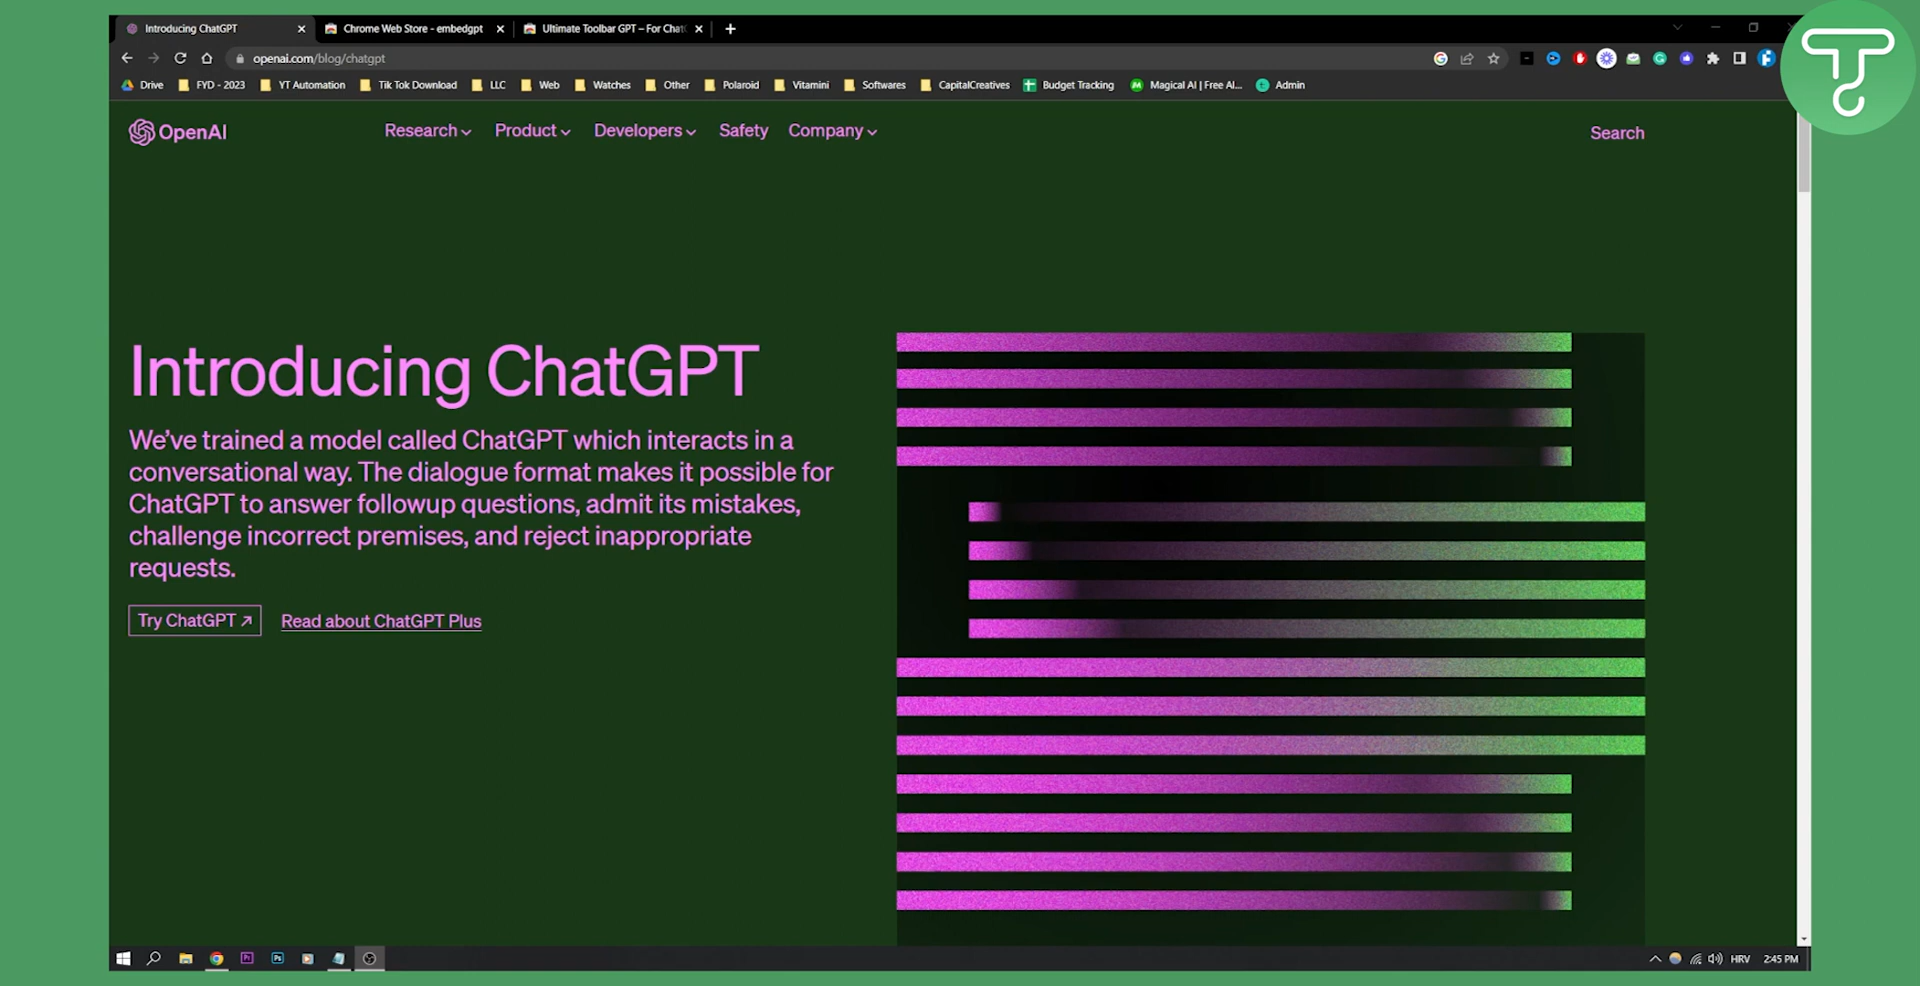 Introducing ChatGPT
Chrome Web Store - embedgpt
Ultimate Toolbar GPT – For Chat
openai.com/blog/chatgpt
Drive FYD - 2023 YT Automation Tik Tok Download LLC Web Watches Other Polaroid Vitamini Softwares CapitalCreatives Budget Tracking Magical AI | Free AI... Admin
OpenAI
Research Product Developers Safety Company
Search
Introducing ChatGPT
We’ve trained a model called ChatGPT which interacts in a
conversational way. The dialogue format makes it possible for
ChatGPT to answer followup questions, admit its mistakes,
challenge incorrect premises, and reject inappropriate
requests.
Try ChatGPT ↗ Read about ChatGPT Plus
HRV 2:45 PM